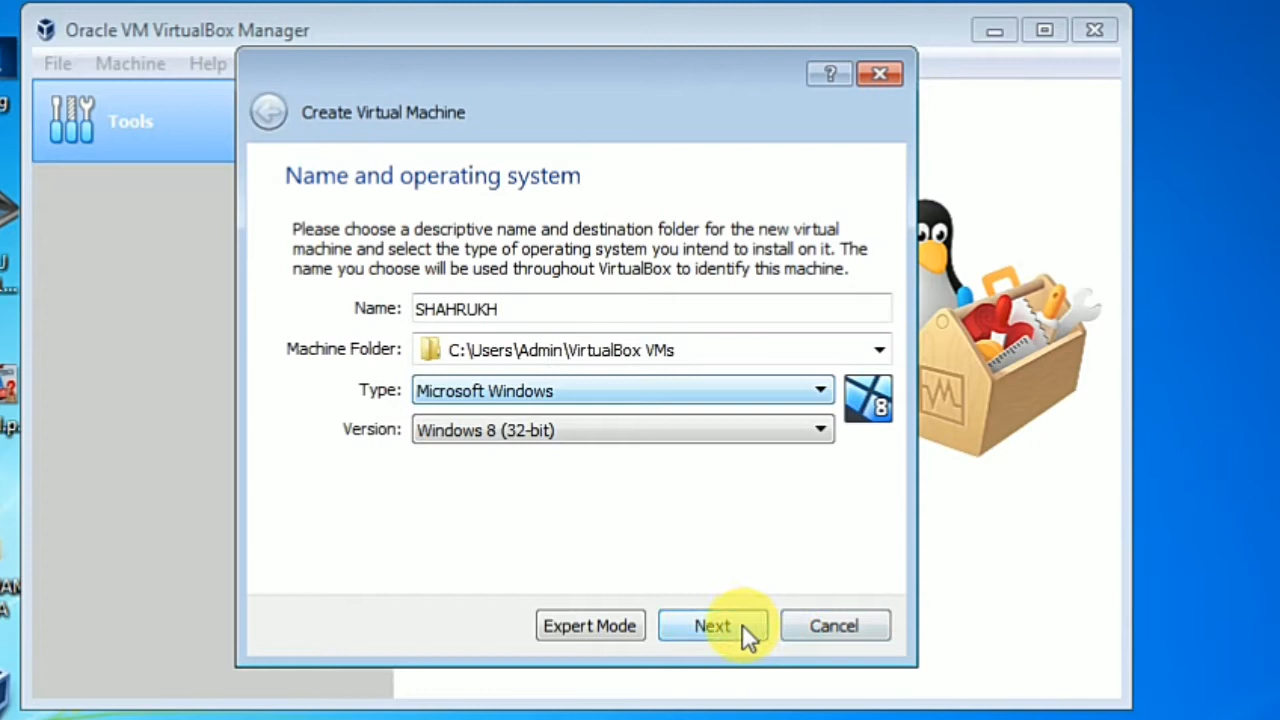 Oracle VM VirtualBox Manager
File Machine Help
Tools
Create Virtual Machine
Name and operating system
Please choose a descriptive name and destination folder for the new virtual
machine and select the type of operating system you intend to install on it. The
name you choose will be used throughout VirtualBox to identify this machine.
Name: SHAHRUKH
Machine Folder: C:\Users\Admin\VirtualBox VMs
Type: Microsoft Windows
8
Version: Windows 8 (32-bit)
Expert Mode Next Cancel